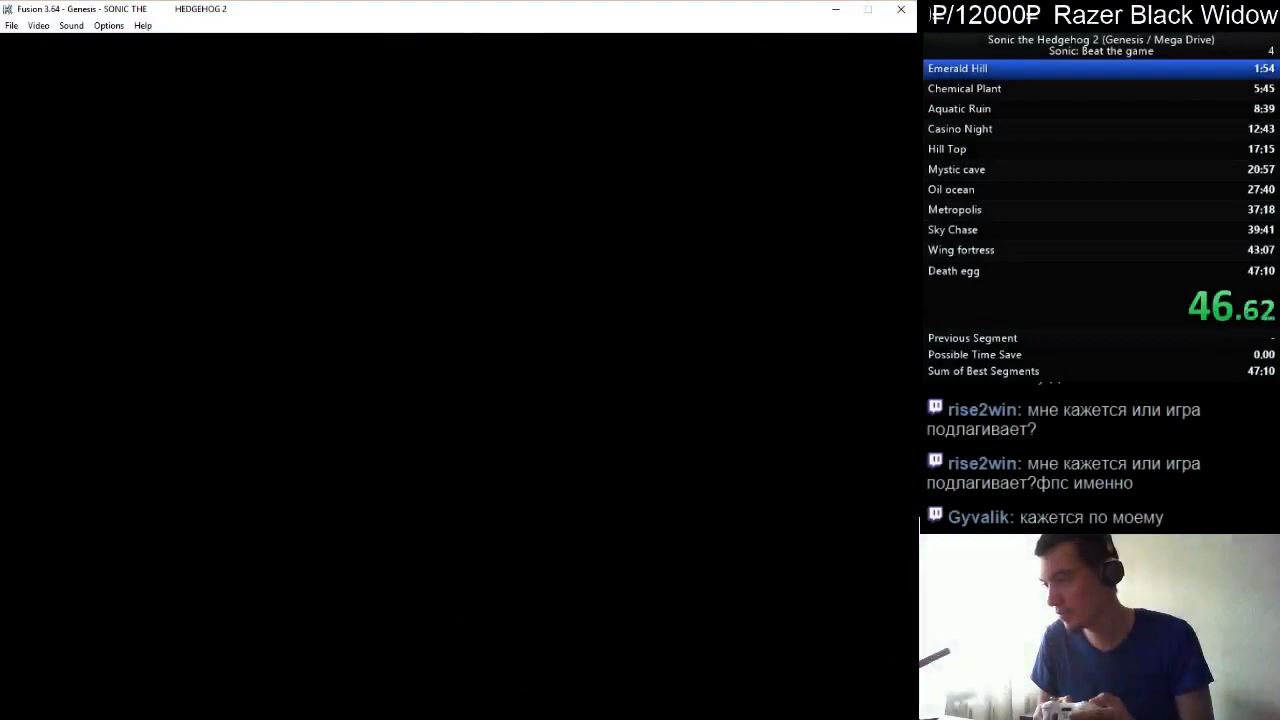 Fusion 3.64 - Genesis - SONIC THE HEDGEHOG 2
File Video Sound Options Help
₽/12000₽ Razer Black Widow
Sonic the Hedgehog 2 (Genesis / Mega Drive)
Sonic: Beat the game 4
Emerald Hill 1:54
Chemical Plant 5:45
Aquatic Ruin 8:39
Casino Night 12:43
Hill Top 17:15
Mystic cave 20:57
Oil ocean 27:40
Metropolis 37:18
Sky Chase 39:41
Wing fortress 43:07
Death egg 47:10
46.62
Previous Segment -
Possible Time Save 0.00
Sum of Best Segments 47:10
rise2win: мне кажется или игра
подлагивает?
rise2win: мне кажется или игра
подлагивает?фпс именно
Gyvalik: кажется по моему